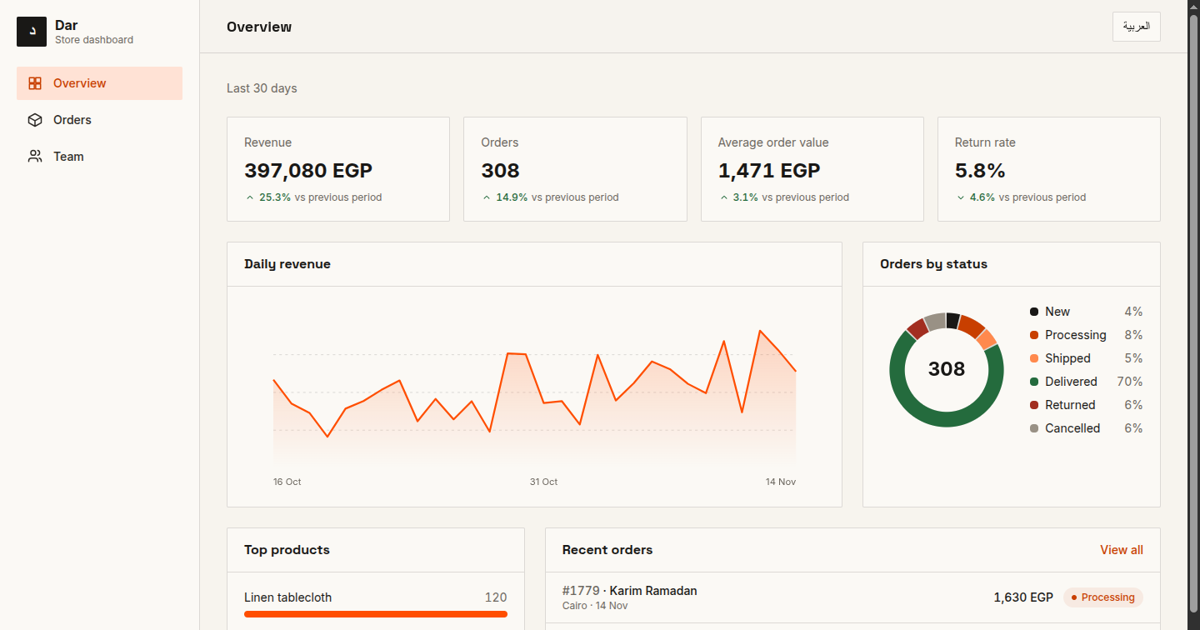 د
Dar
Store dashboard
Overview
Orders
Team
Overview
العربية
Last 30 days
Revenue
397,080 EGP
25.3% vs previous period
Orders
308
14.9% vs previous period
Average order value
1,471 EGP
3.1% vs previous period
Return rate
5.8%
4.6% vs previous period
Daily revenue
16 Oct
31 Oct
14 Nov
Orders by status
308
New 4%
Processing 8%
Shipped 5%
Delivered 70%
Returned 6%
Cancelled 6%
Top products
Linen tablecloth 120
Recent orders
View all
#1779 · Karim Ramadan
Cairo · 14 Nov
1,630 EGP
Processing